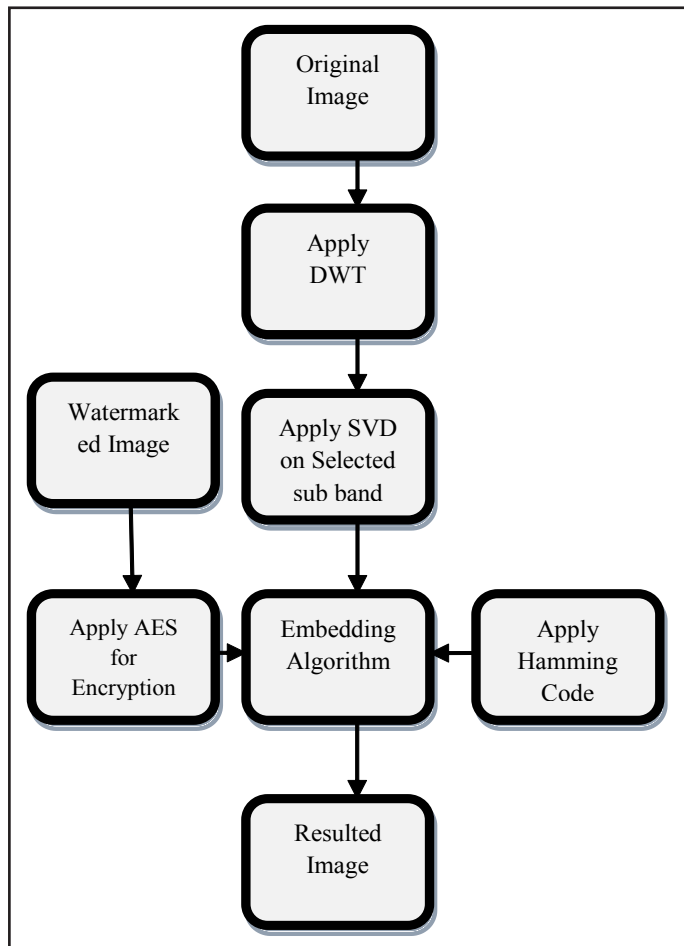 Original
Image
Apply
DWT
Watermark
ed Image
Apply SVD
on Selected
sub band
Apply AES
for
Encryption
Embedding
Algorithm
Apply
Hamming
Code
Resulted
Image